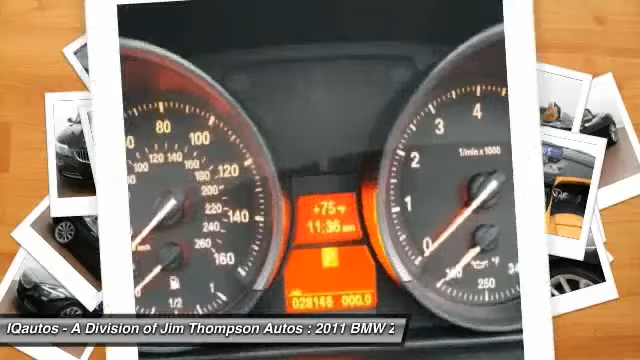 80
100
120
140
160
100 120 140
160
180
200
220
240
260
1/2
1
+75 °F
11:36 am
P
028146 000.0
4
3
2
1
0
1/min x 1000
°F
250
IQautos - A Division of Jim Thompson Autos : 2011 BMW Z